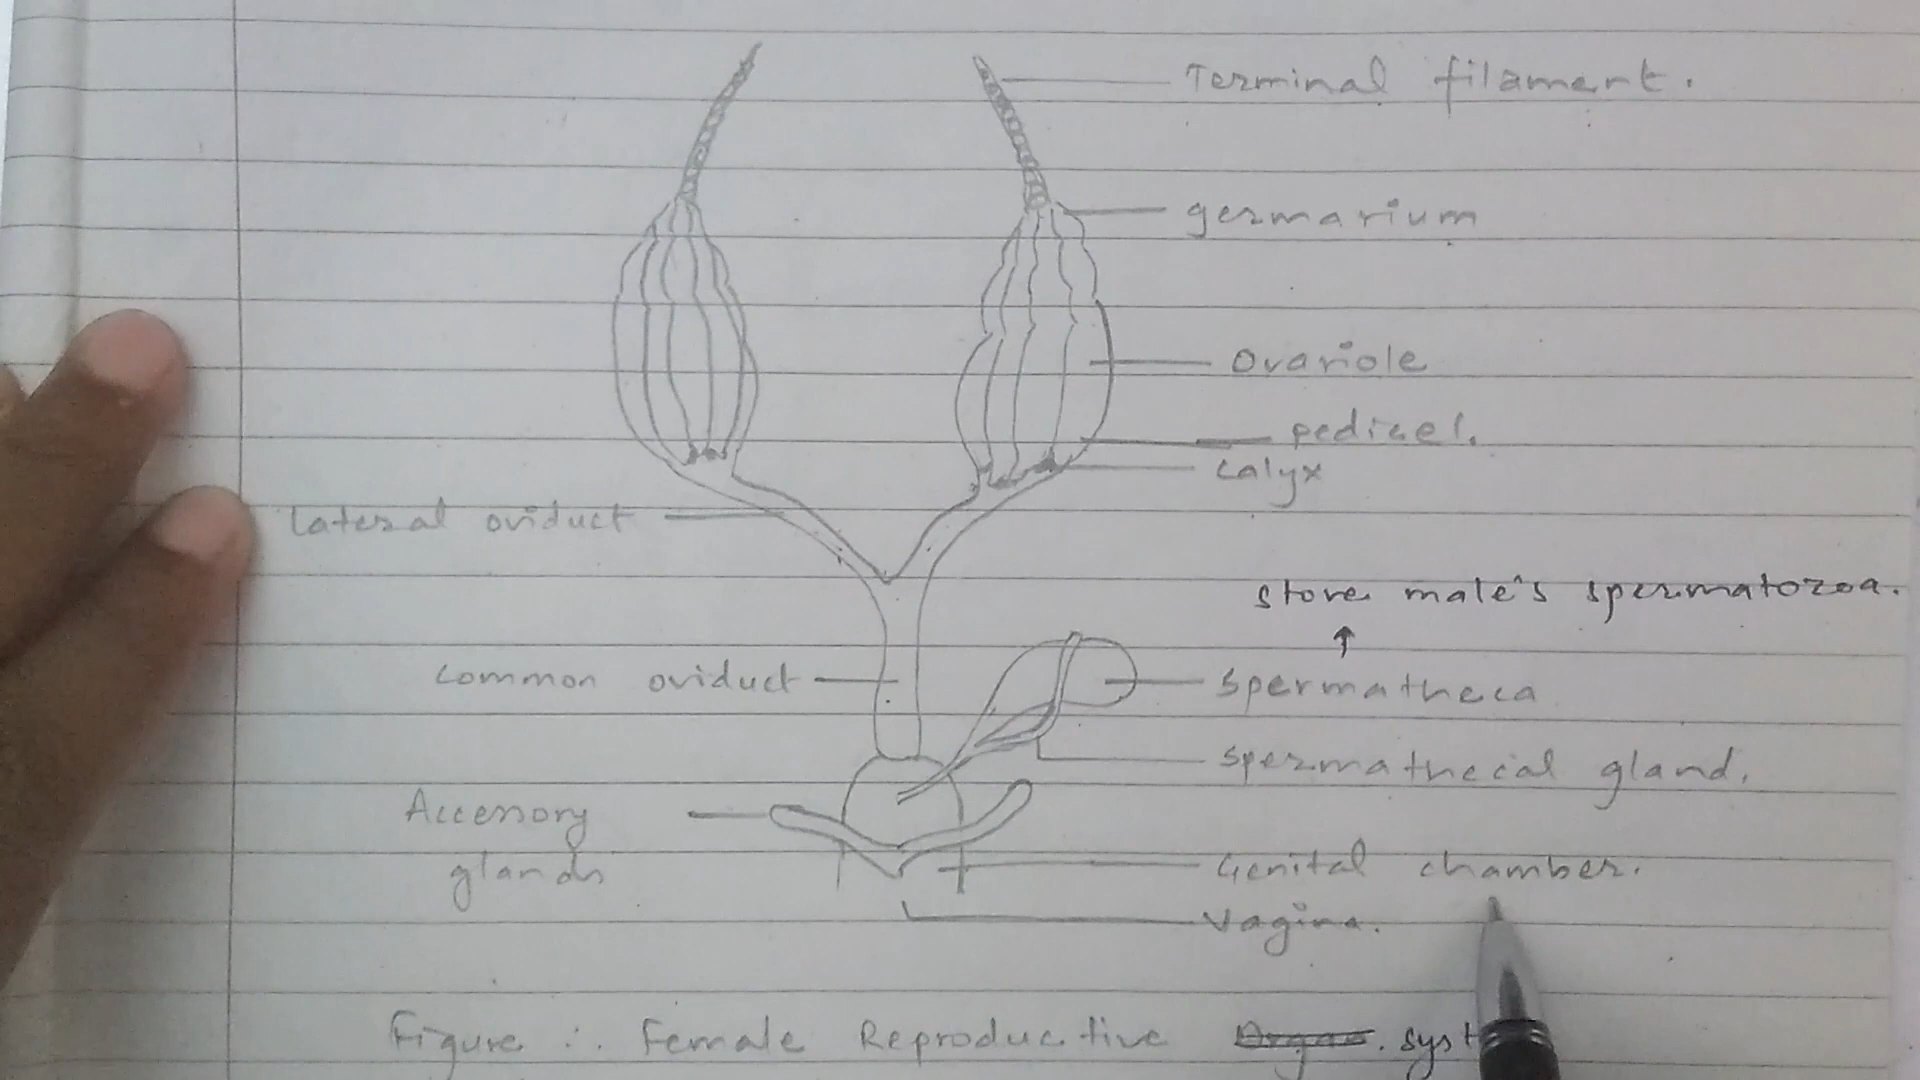 Terminal filament.
germarium
Ovariole
pedicel.
calyx
Lateral oviduct
store male's spermatozoa.
↑
common oviduct
spermatheca
spermathecal gland.
Accessory
glands
Genital chamber.
Vagina.
Figure :. Female Reproductive Organ. syst